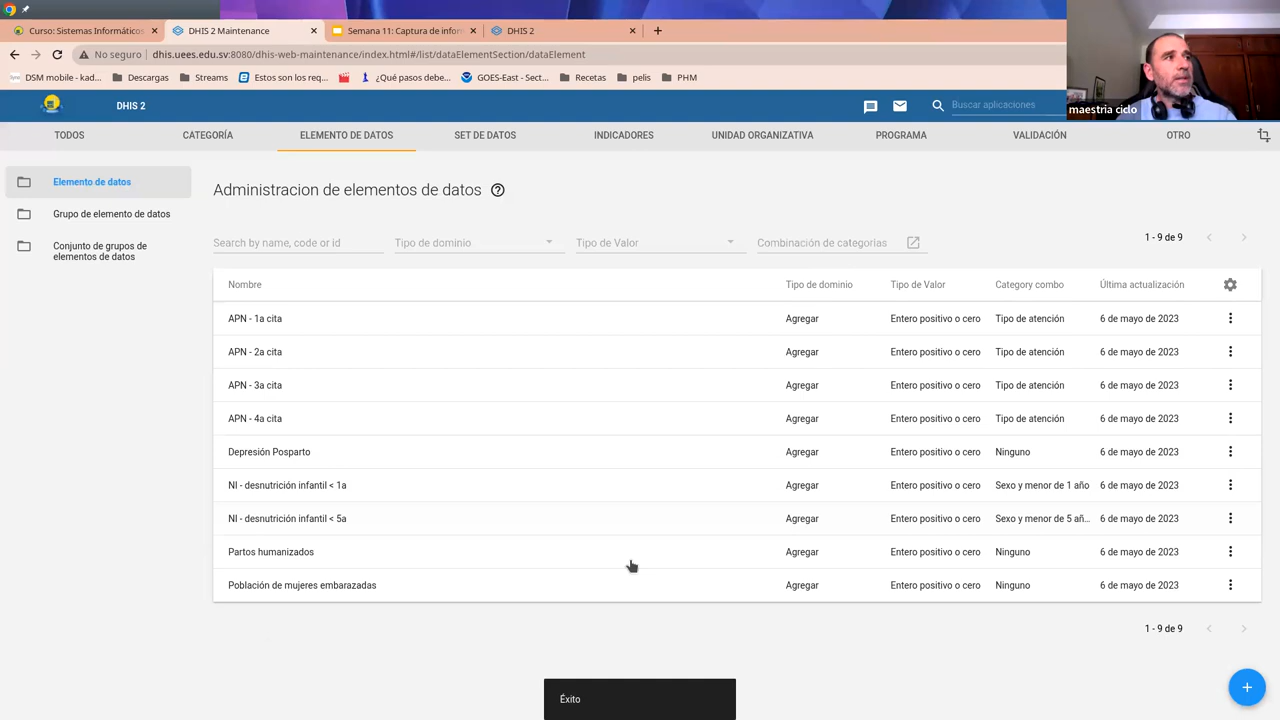 Curso: Sistemas Informáticos
DHIS 2 Maintenance
Semana 11: Captura de infor
DHIS 2
No seguro
dhis.uees.edu.sv:8080/dhis-web-maintenance/index.html#/list/dataElementSection/dataElement
DSM mobile - kad...
Descargas
Streams
Estos son los req...
¿Qué pasos debe...
GOES-East - Sect...
Recetas
pelis
PHM
maestria ciclo
DHIS 2
Buscar aplicaciones
TODOS
CATEGORÍA
ELEMENTO DE DATOS
SET DE DATOS
INDICADORES
UNIDAD ORGANIZATIVA
PROGRAMA
VALIDACIÓN
OTRO
Elemento de datos
Grupo de elemento de datos
Conjunto de grupos de
elementos de datos
Administracion de elementos de datos
Search by name, code or id
Tipo de dominio
Tipo de Valor
Combinación de categorías
1 - 9 de 9
Nombre Tipo de dominio Tipo de Valor Category combo Última actualización
APN - 1a cita Agregar Entero positivo o cero Tipo de atención 6 de mayo de 2023
APN - 2a cita Agregar Entero positivo o cero Tipo de atención 6 de mayo de 2023
APN - 3a cita Agregar Entero positivo o cero Tipo de atención 6 de mayo de 2023
APN - 4a cita Agregar Entero positivo o cero Tipo de atención 6 de mayo de 2023
Depresión Posparto Agregar Entero positivo o cero Ninguno 6 de mayo de 2023
NI - desnutrición infantil < 1a Agregar Entero positivo o cero Sexo y menor de 1 año 6 de mayo de 2023
NI - desnutrición infantil < 5a Agregar Entero positivo o cero Sexo y menor de 5 añ... 6 de mayo de 2023
Partos humanizados Agregar Entero positivo o cero Ninguno 6 de mayo de 2023
Población de mujeres embarazadas Agregar Entero positivo o cero Ninguno 6 de mayo de 2023
1 - 9 de 9
Éxito